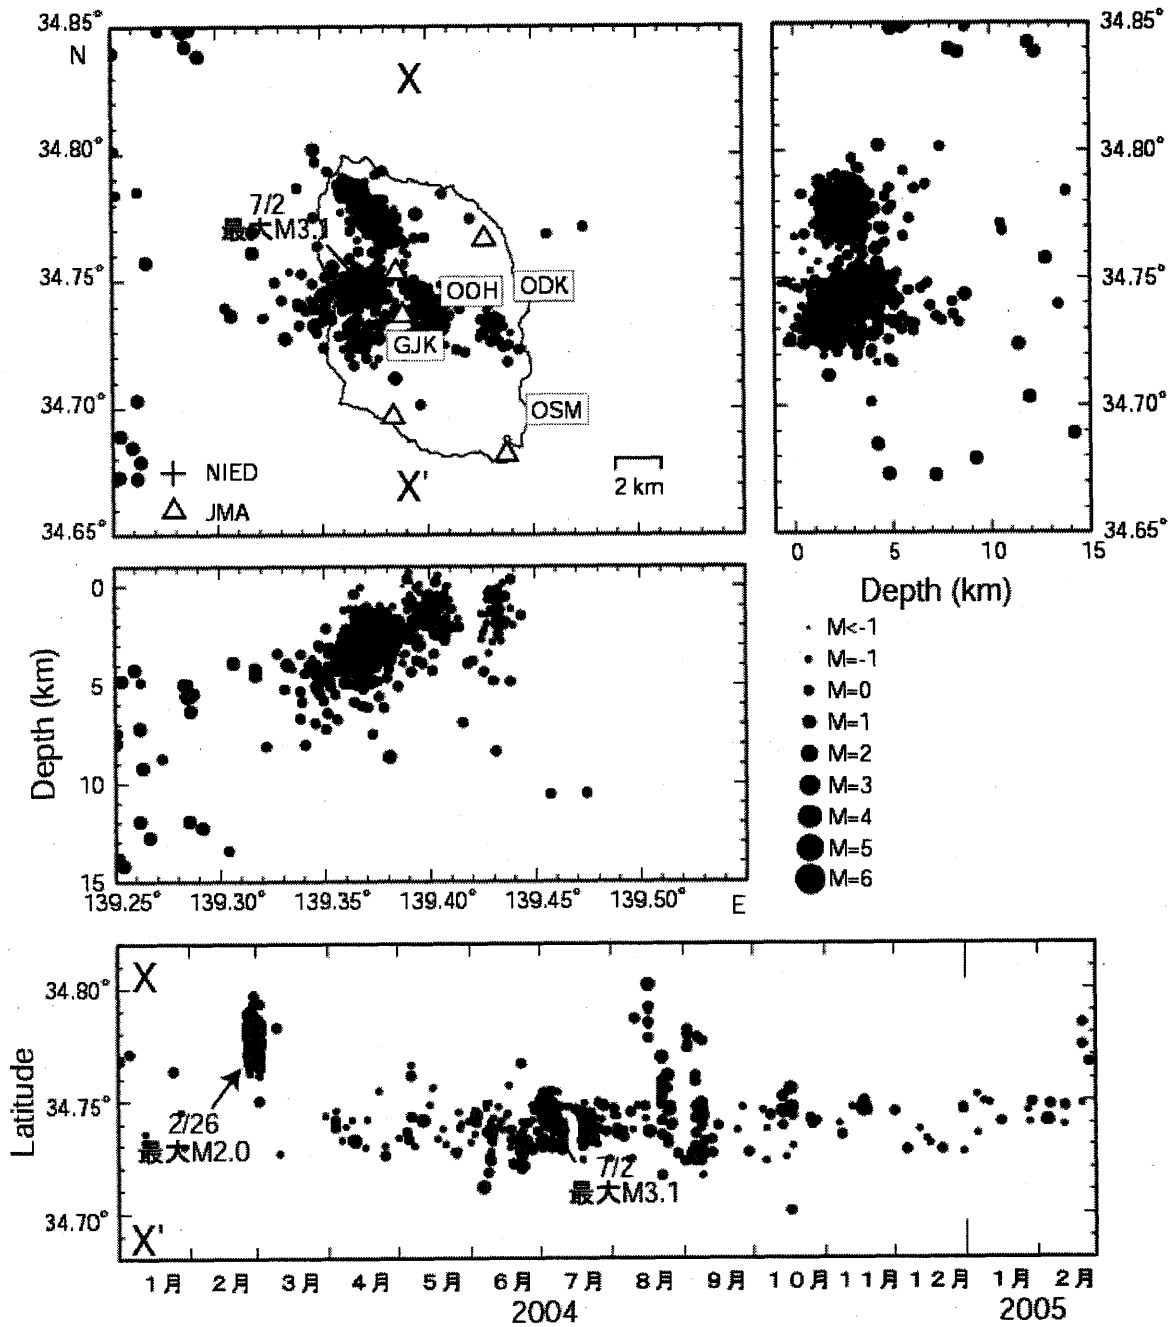 34.85°
N
34.80°
34.75°
34.70°
34.65°
X
7/2
最大M3.1
ODH
ODK
GJK
OSM
X'
NIED
JMA
2 km
34.85°
34.80°
34.75°
34.70°
34.65°
0 5 10 15
Depth (km)
M<-1
M=-1
M=0
M=1
M=2
M=3
M=4
M=5
M=6
Depth (km)
0
5
10
15
139.25° 139.30° 139.35° 139.40° 139.45° 139.50° E
Latitude
34.80°
34.75°
34.70°
X
2/26
最大M2.0
7/2
最大M3.1
X'
1月 2月 3月 4月 5月 6月 7月 8月 9月 10月 11月 12月 1月 2月
2004 2005